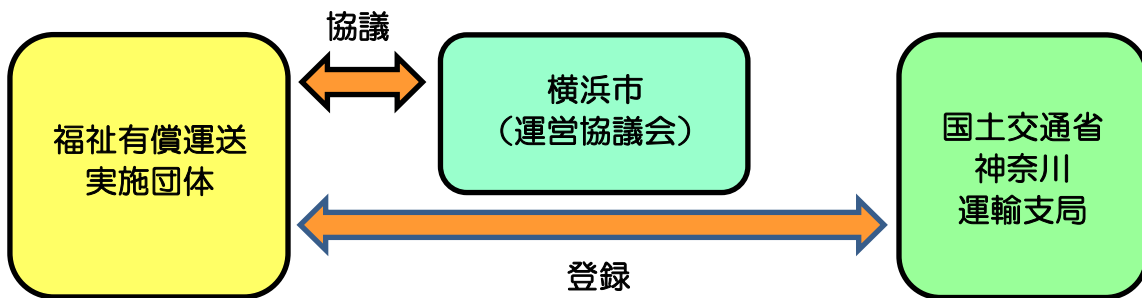 協議
福祉有償運送
実施団体
横浜市
（運営協議会）
国土交通省
神奈川
運輸支局
登録